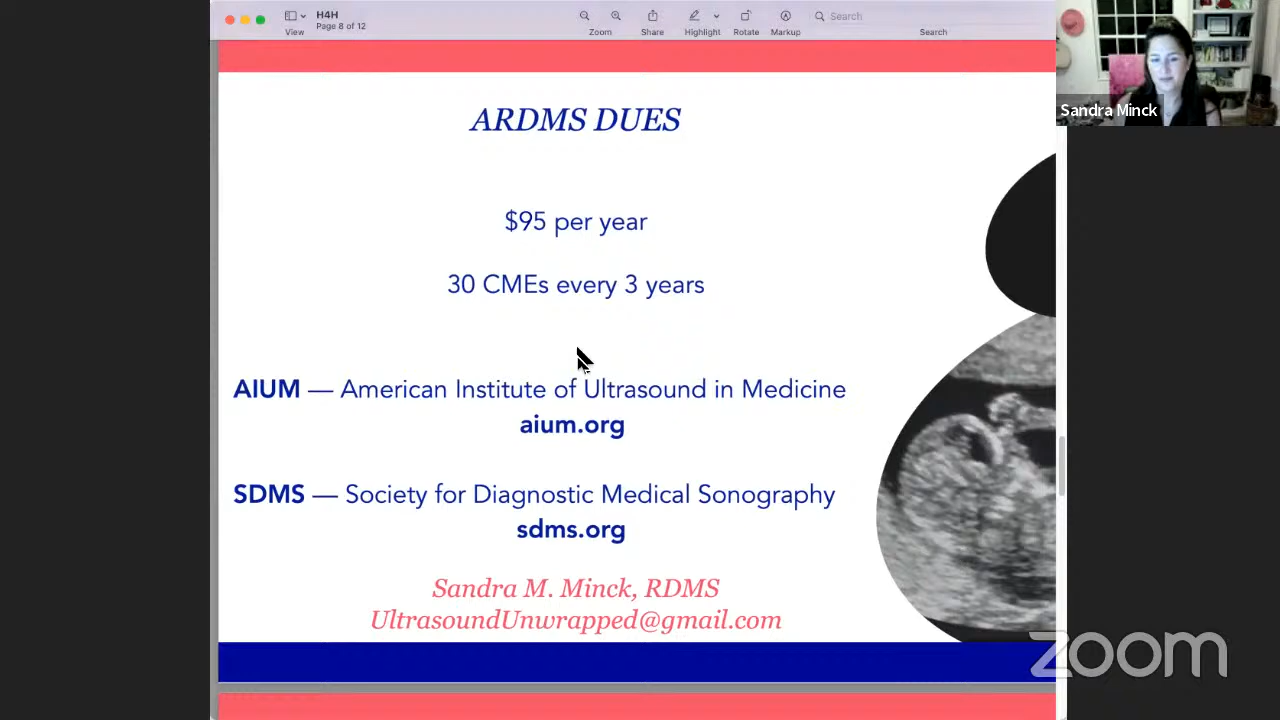 H4H
Page 8 of 12
View
Zoom
Share
Highlight
Rotate
Markup
Search
Search
Sandra Minck
ARDMS DUES
$95 per year
30 CMEs every 3 years
AIUM — American Institute of Ultrasound in Medicine
aium.org
SDMS — Society for Diagnostic Medical Sonography
sdms.org
Sandra M. Minck, RDMS
UltrasoundUnwrapped@gmail.com
zoom